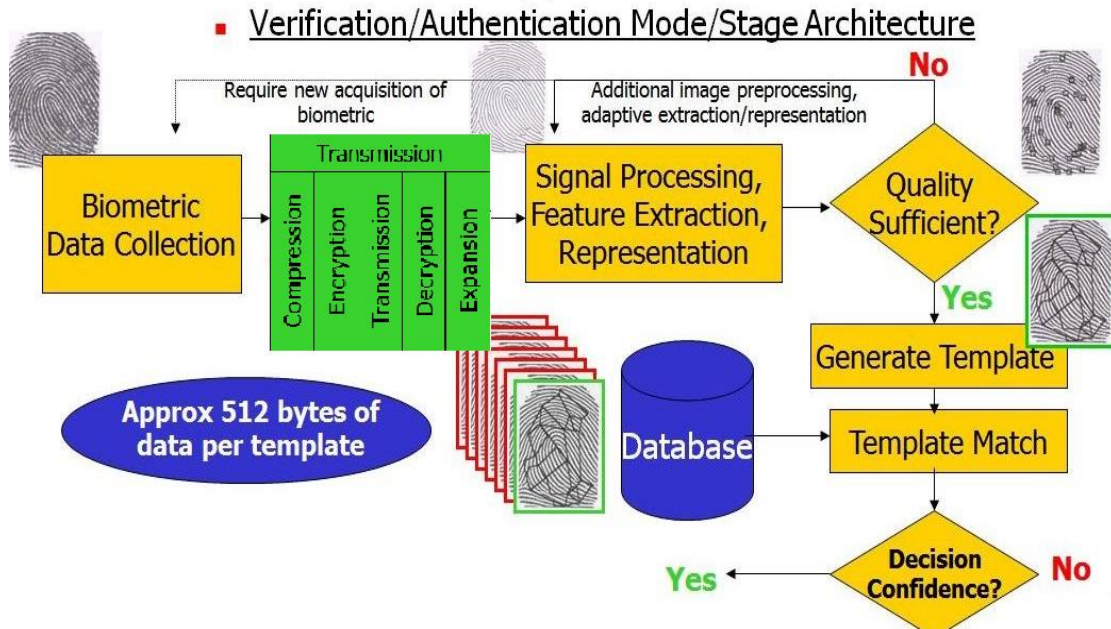 ▪ Verification/Authentication Mode/Stage Architecture
No
Require new acquisition of
biometric
Additional image preprocessing,
adaptive extraction/representation
Biometric
Data Collection
Transmission
Compression
Encryption
Transmission
Decryption
Expansion
Signal Processing,
Feature Extraction,
Representation
Quality
Sufficient?
Yes
Generate Template
Approx 512 bytes of
data per template
Database
Template Match
Decision
Confidence?
Yes
No